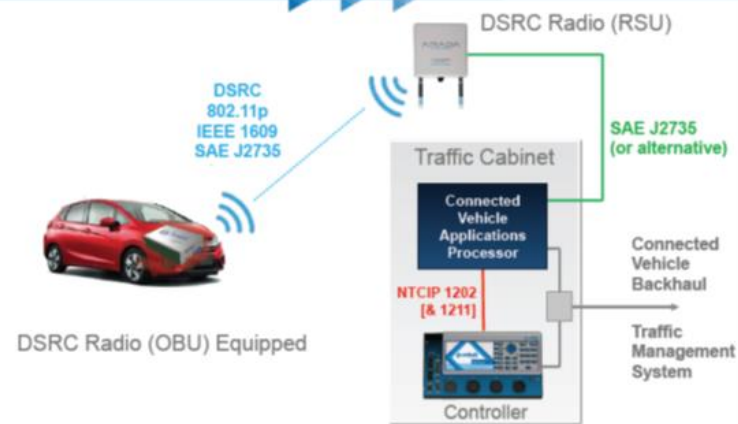 DSRC Radio (RSU)
ARADA
DSRC
802.11p
IEEE 1609
SAE J2735
SAE J2735
(or alternative)
Traffic Cabinet
Connected
Vehicle
Applications
Processor
Connected
Vehicle
Backhaul
NTCIP 1202
[& 1211]
Traffic
Management
System
DSRC Radio (OBU) Equipped
Controller